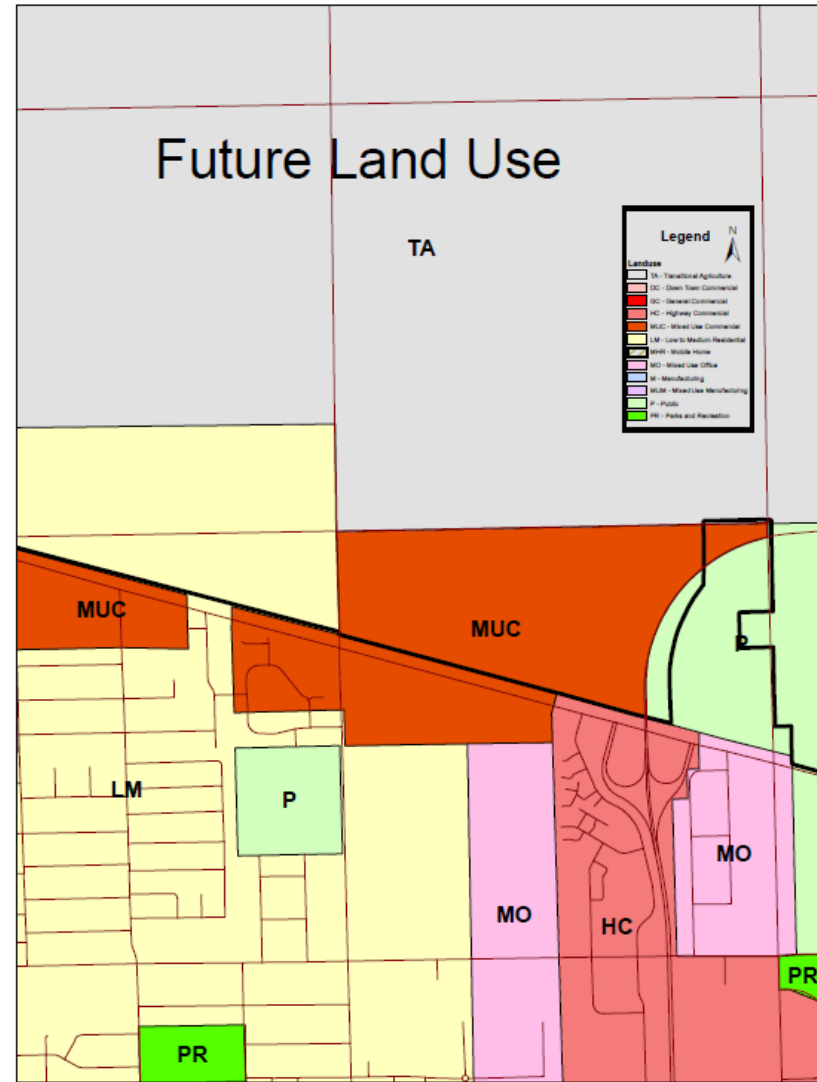 Future Land Use
TA
Legend
N
Landuse
TA - Transitional Agriculture
DC - Down Town Commercial
GC - General Commercial
HC - Highway Commercial
MUC - Mixed Use Commercial
LM - Low to Medium Residential
MHR - Mobile Home
MO - Mixed Use Office
M - Manufacturing
MUM - Mixed Use Manufacturing
P - Public
PR - Parks and Recreation
MUC
MUC
P
LM
P
MO
MO
HC
PR
PR